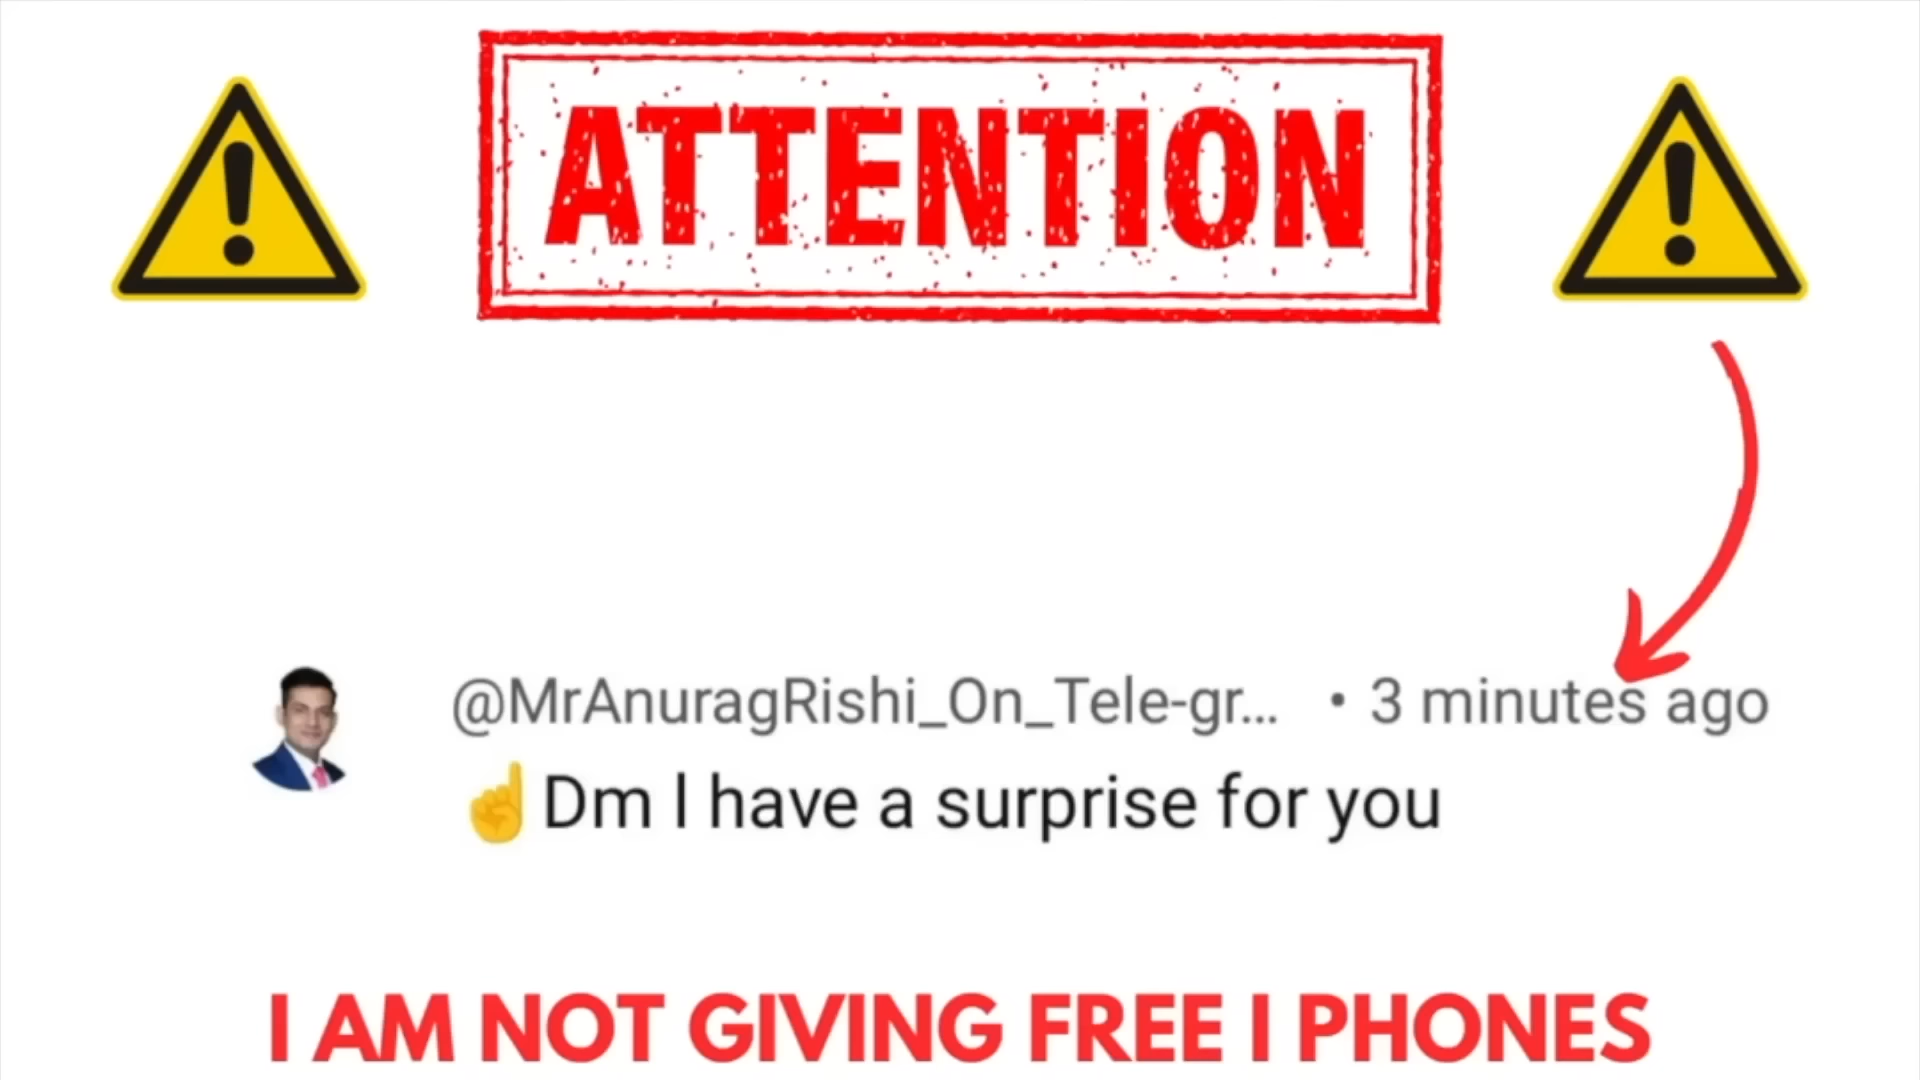 ATTENTION
@MrAnuragRishi_On_Tele-gr... • 3 minutes ago
☝Dm I have a surprise for you
I AM NOT GIVING FREE I PHONES